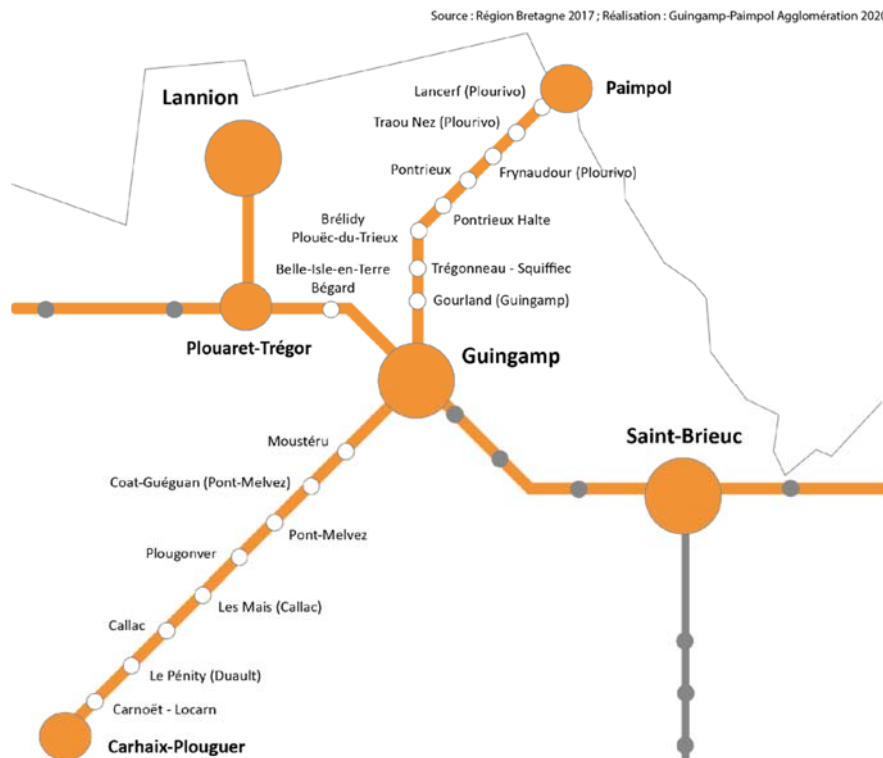 Source : Région Bretagne 2017 ; Réalisation : Guingamp-Paimpol Agglomération 2020
Lannion
Lancerf (Plourivo)
Paimpol
Traou Nez (Plourivo)
Pontrieux
Frynaudour (Plourivo)
Brélidy
Plouëc-du-Trieux
Pontrieux Halte
Belle-Isle-en-Terre
Bégard
Trégonneau - Squiffiec
Gourland (Guingamp)
Plouaret-Trégor
Guingamp
Saint-Brieuc
Moustéru
Coat-Guéguan (Pont-Melvez)
Pont-Melvez
Plougonver
Les Mais (Callac)
Callac
Le Pénity (Duault)
Carnoët - Locarn
Carhaix-Plouguer